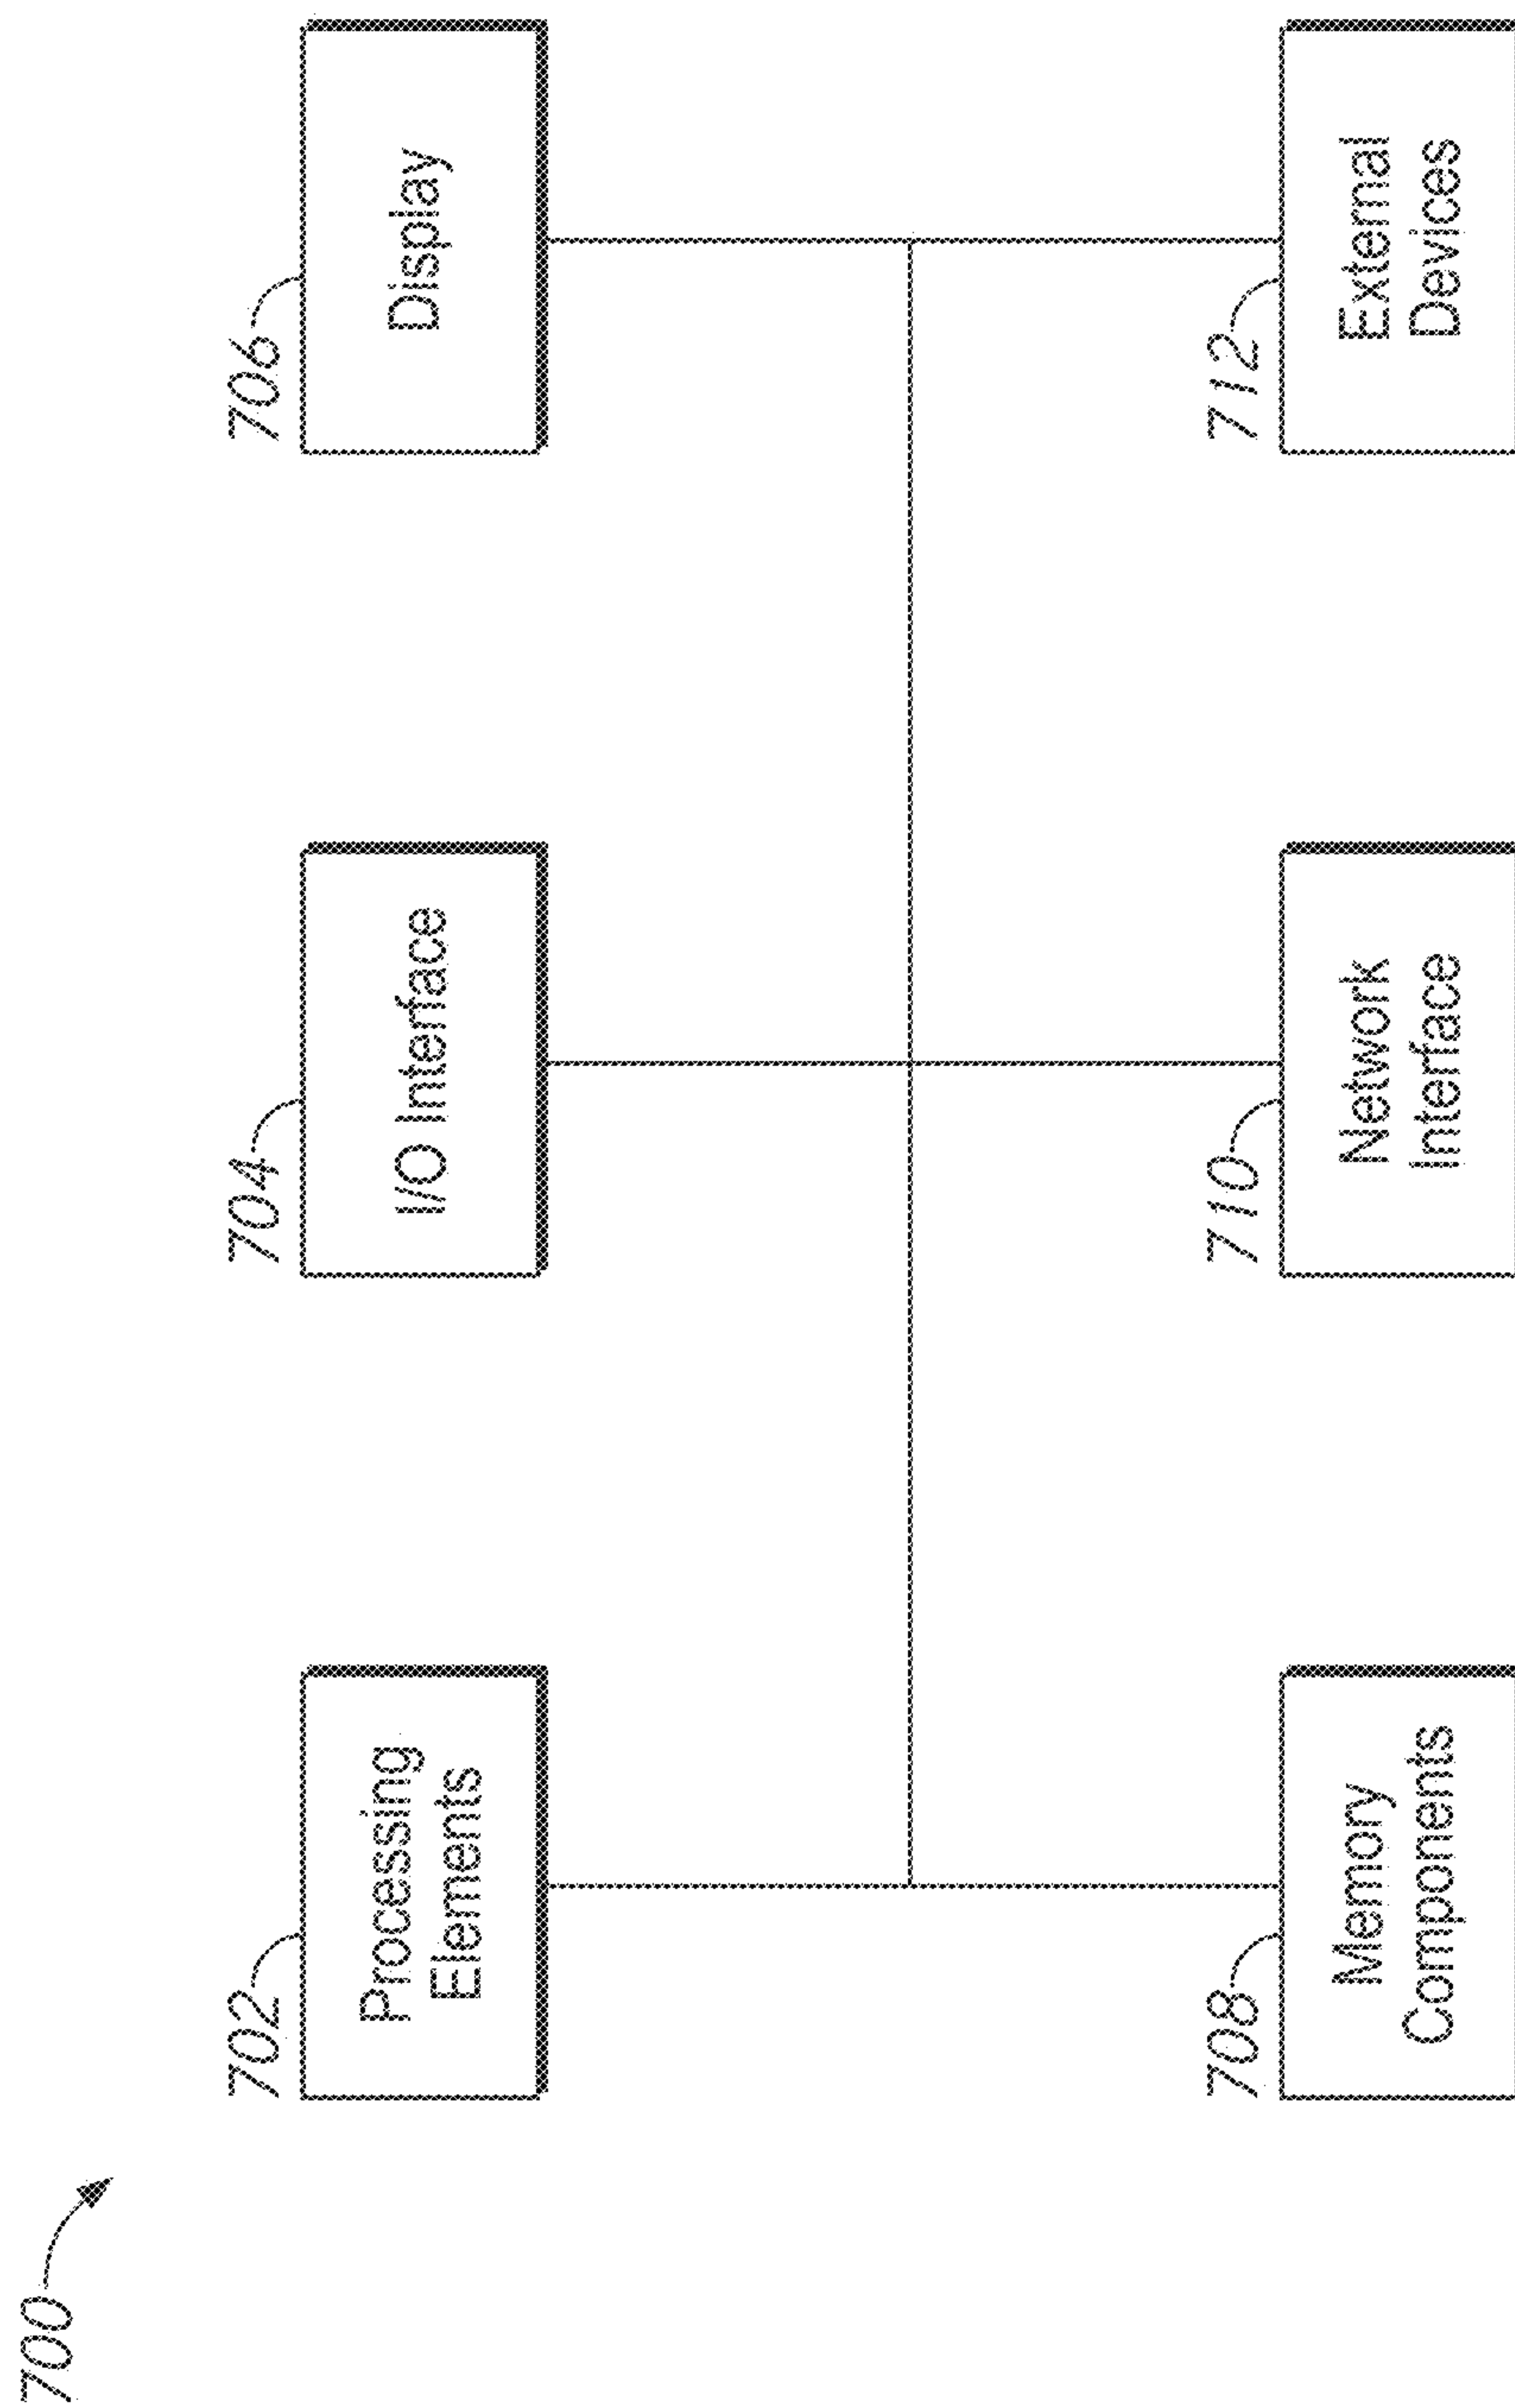 700
702
Processing
Elements
704
I/O Interface
706
Display
708
Memory
Components
710
Network
Interface
712
External
Devices